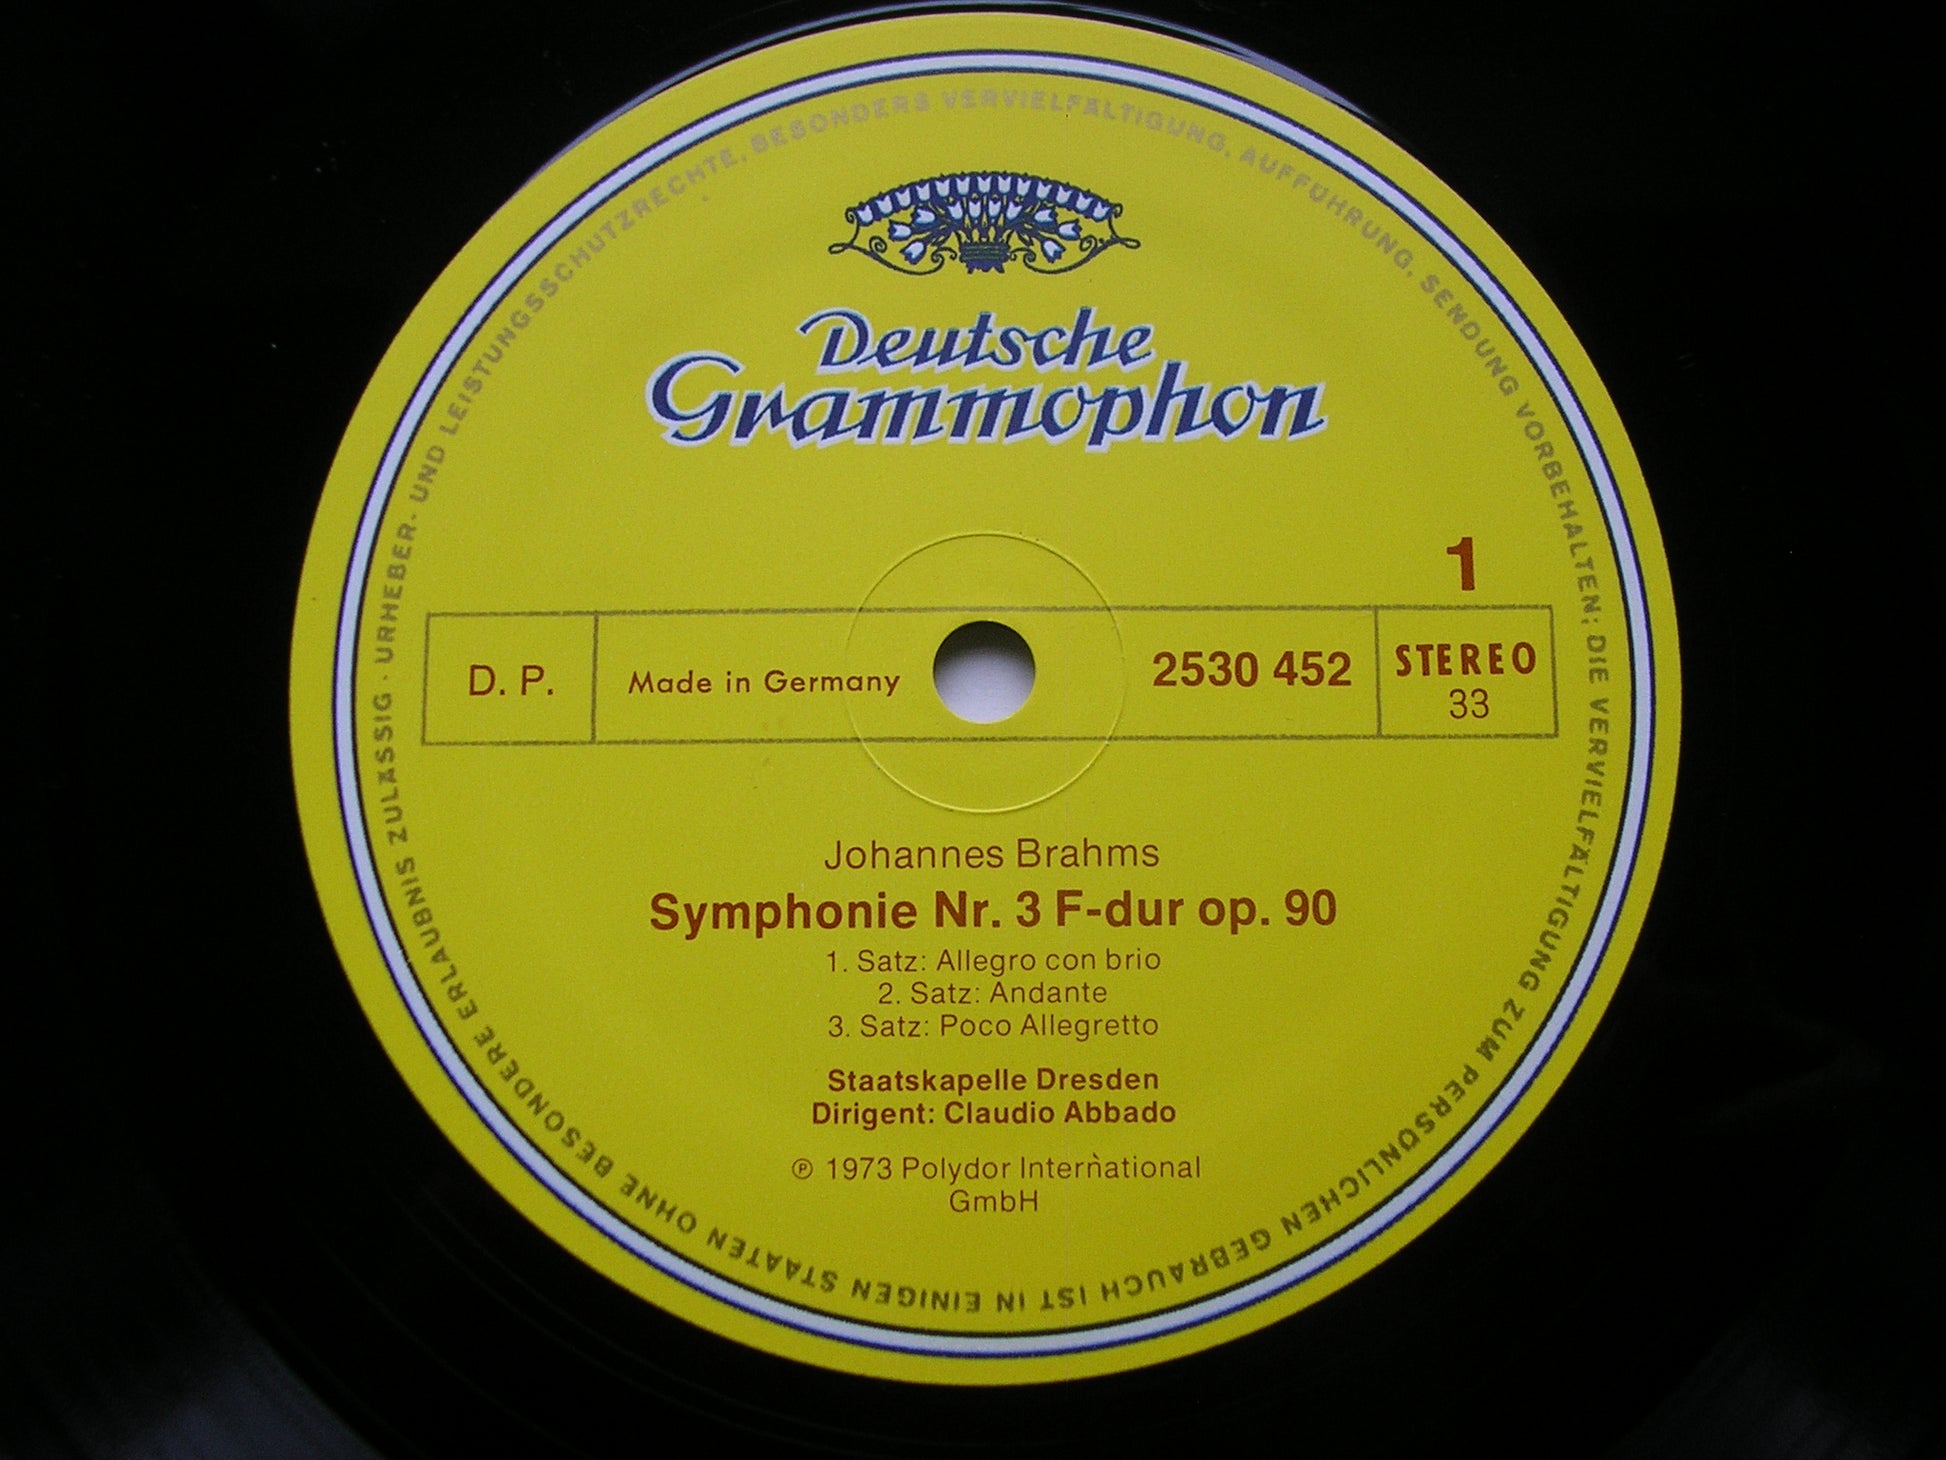 Deutsche
Grammophon
1
D. P.
Made in Germany
2530 452
STEREO
33
Johannes Brahms
Symphonie Nr. 3 F-dur op. 90
1. Satz: Allegro con brio
2. Satz: Andante
3. Satz: Poco Allegretto
Staatskapelle Dresden
Dirigent: Claudio Abbado
℗ 1973 Polydor International
GmbH
URHEBER- UND LEISTUNGSSCHUTZRECHTE, BESONDERS VERVIELFÄLTIGUNG, AUFFÜHRUNG, SENDUNG VORBEHALTEN; DIE VERVIELFÄLTIGUNG ZUM PERSÖNLICHEN GEBRAUCH IST IN EINIGEN STAATEN OHNE BESONDERE ERLAUBNIS ZULÄSSIG ·